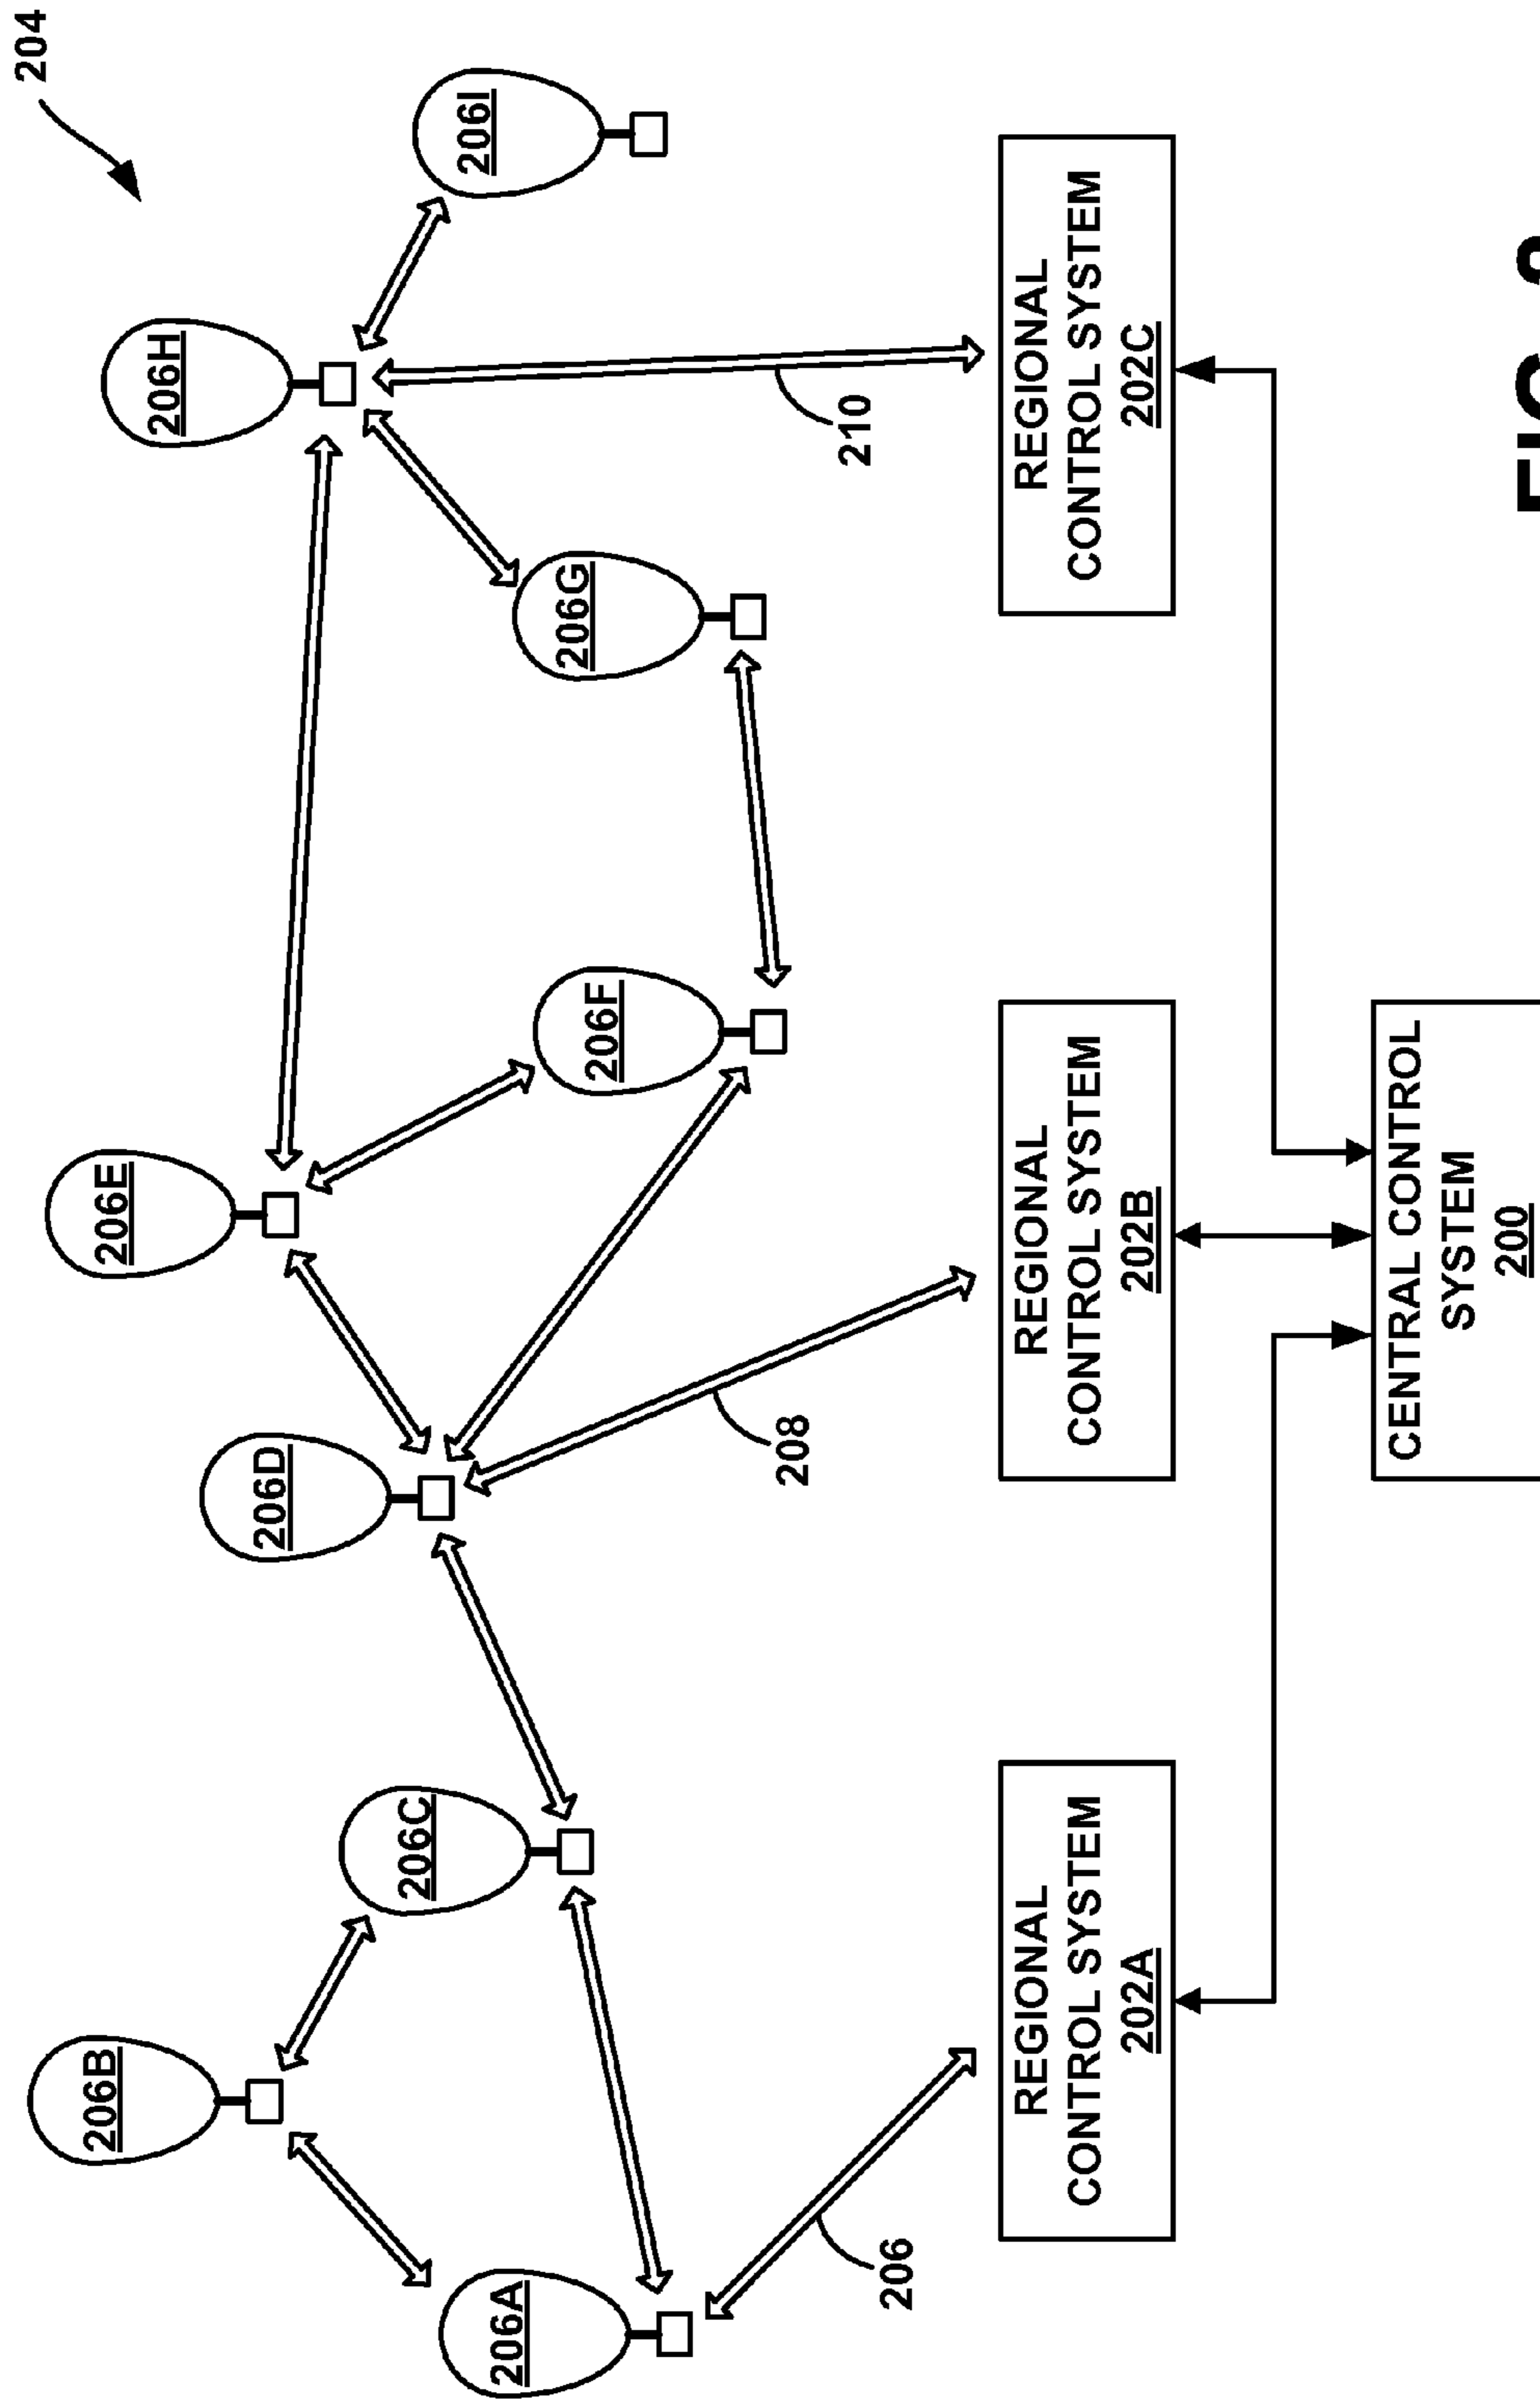 204
206B
206E
206H
206D
206C
206I
206A
206F
206G
206
208
210
REGIONAL
CONTROL SYSTEM
202A
REGIONAL
CONTROL SYSTEM
202B
REGIONAL
CONTROL SYSTEM
202C
CENTRAL CONTROL
SYSTEM
200